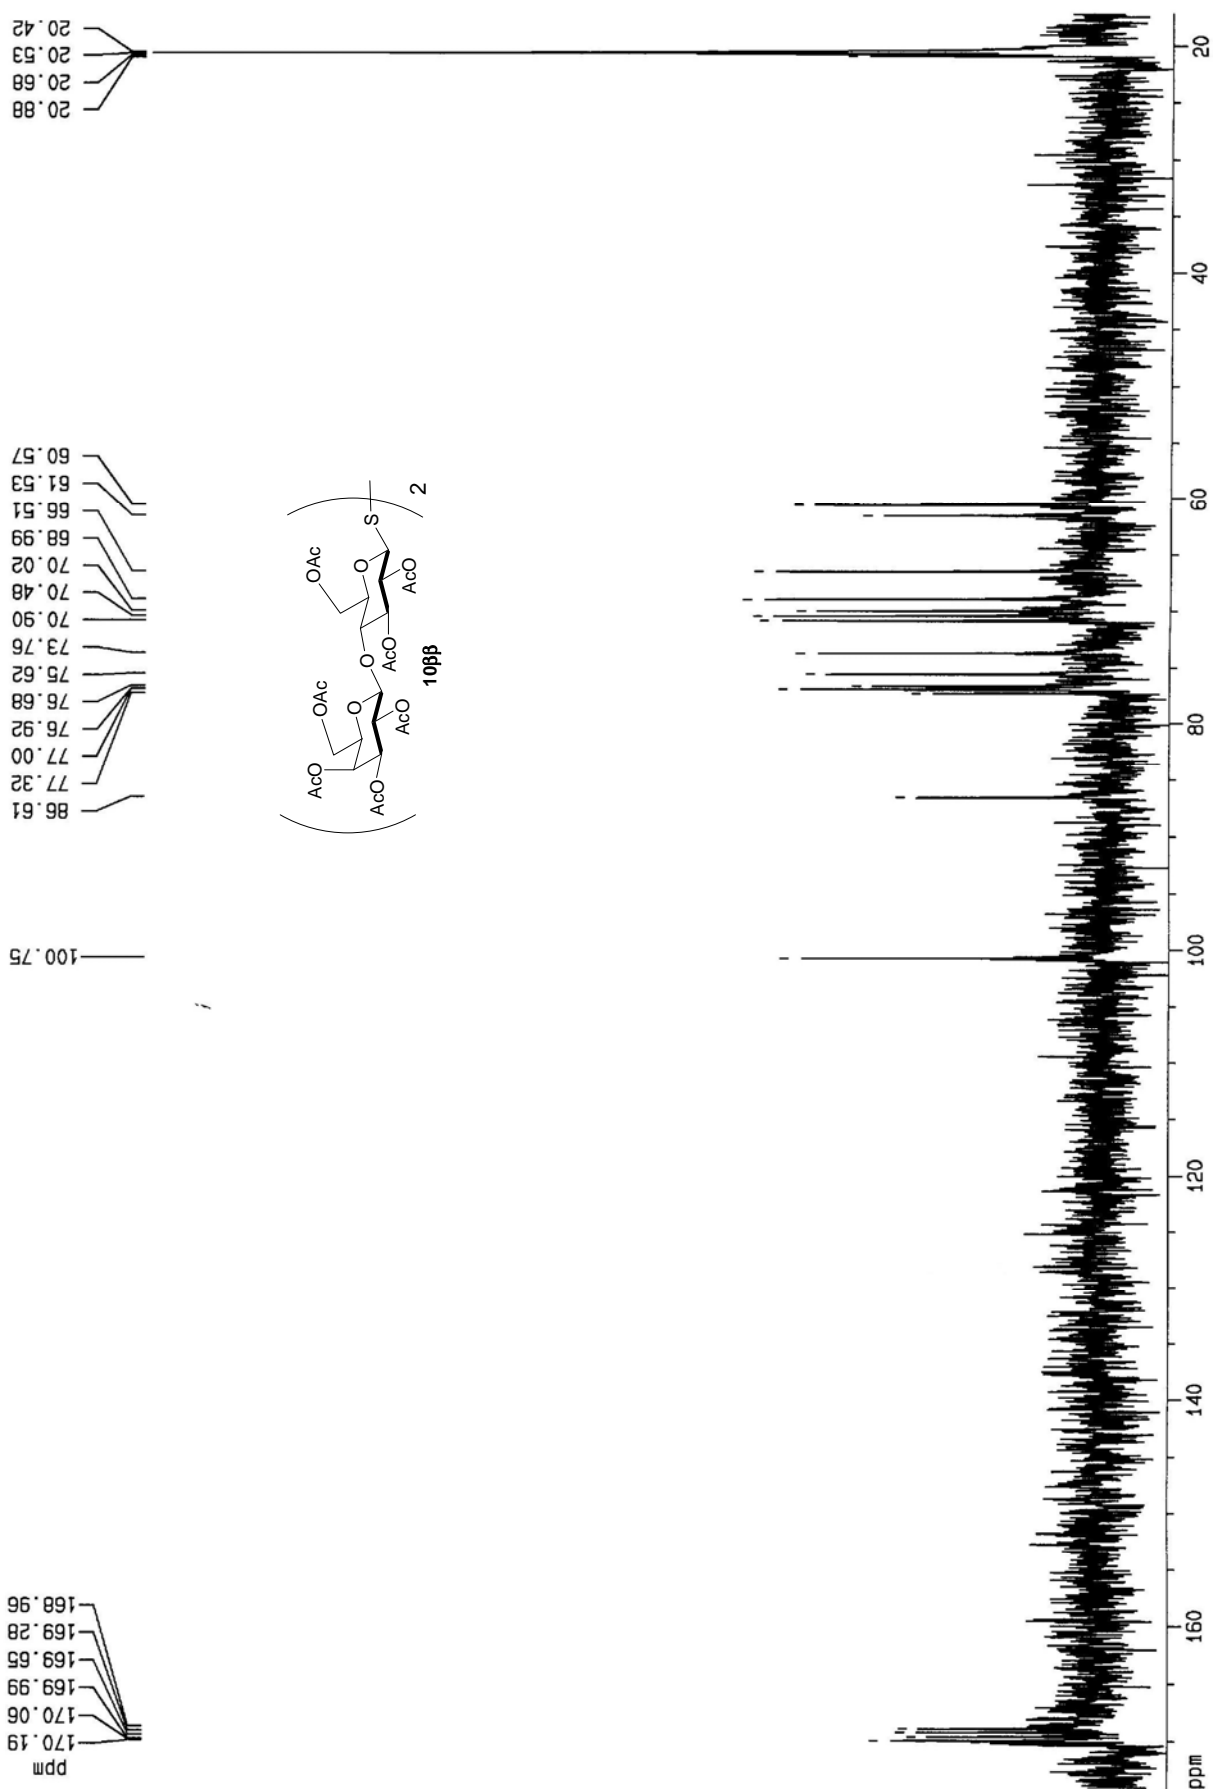 ppm
170.19
170.06
169.99
169.65
169.28
168.96
100.75
86.61
77.32
77.00
76.92
76.68
75.62
73.76
70.90
70.48
70.02
68.99
66.51
61.53
60.57
20.88
20.68
20.53
20.42
AcO
OAc
OAc
AcO
O
O
O
S
AcO
AcO
AcO
2
10ββ
ppm
160
140
120
100
80
60
40
20